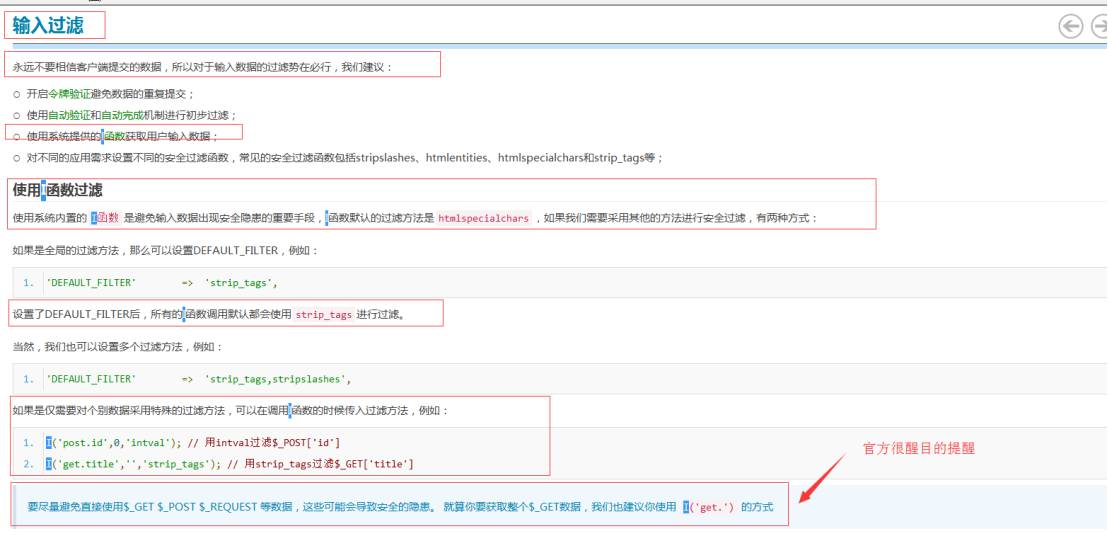 输入过滤
永远不要相信客户端提交的数据，所以对于输入数据的过滤势在必行，我们建议：
○ 开启令牌验证避免数据的重复提交；
○ 使用自动验证和自动完成机制进行初步过滤；
○ 使用系统提供的I函数获取用户输入数据；
○ 对不同的应用需求设置不同的安全过滤函数，常见的安全过滤函数包括stripslashes、htmlentities、htmlspecialchars和strip_tags等；
使用I函数过滤
使用系统内置的 I函数 是避免输入数据出现安全隐患的重要手段，I函数默认的过滤方法是 htmlspecialchars ，如果我们需要采用其他的方法进行安全过滤，有两种方式：
如果是全局的过滤方法，那么可以设置DEFAULT_FILTER，例如：
1. 'DEFAULT_FILTER' => 'strip_tags',
设置了DEFAULT_FILTER后，所有的I函数调用默认都会使用 strip_tags 进行过滤。
当然，我们也可以设置多个过滤方法，例如：
1. 'DEFAULT_FILTER' => 'strip_tags,stripslashes',
如果是仅需要对个别数据采用特殊的过滤方法，可以在调用I函数的时候传入过滤方法，例如：
1. I('post.id',0,'intval'); // 用intval过滤$_POST['id']
2. I('get.title','','strip_tags'); // 用strip_tags过滤$_GET['title']
官方很醒目的提醒
要尽量避免直接使用$_GET $_POST $_REQUEST 等数据，这些可能会导致安全的隐患。 就算你要获取整个$_GET数据，我们也建议你使用 I('get.') 的方式